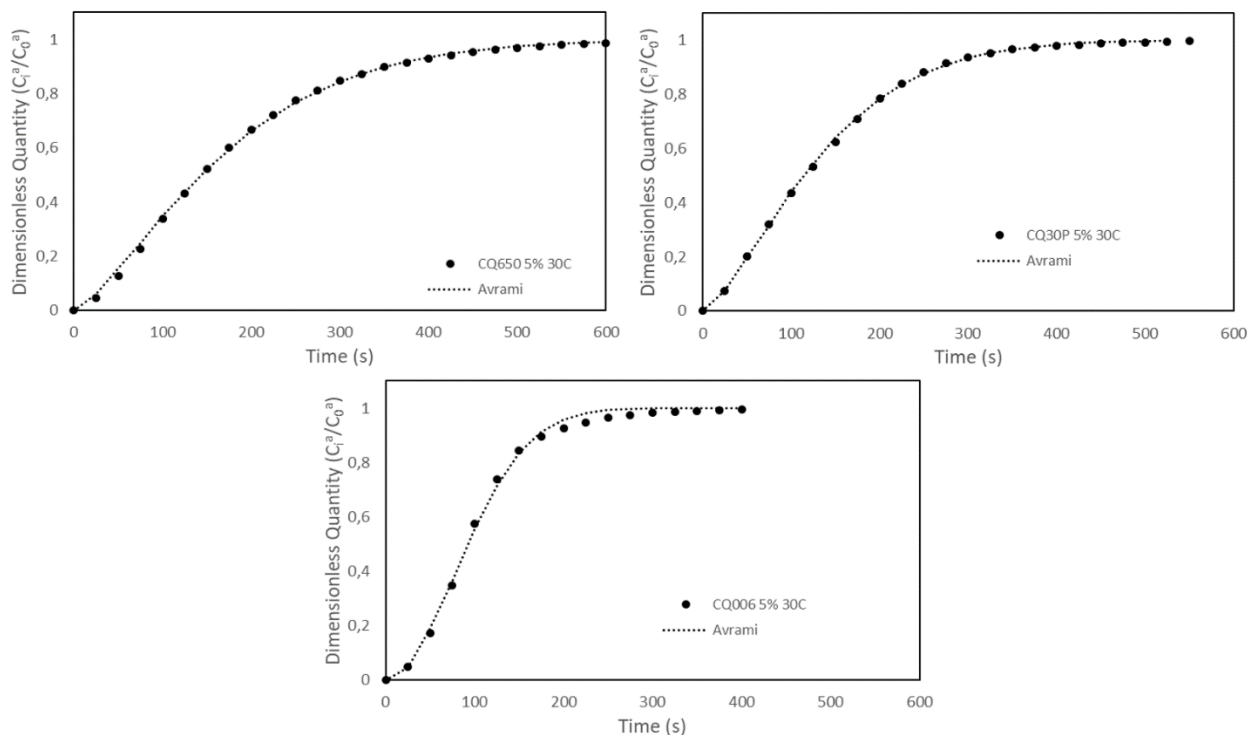 Dimensionless Quantity (Cᵢᵃ/C₀ᵃ)
1
0,8
0,6
0,4
0,2
0
0 100 200 300 400 500 600
Time (s)
CQ650 5% 30C
Avrami
Dimensionless Quantity (Cᵢᵃ/C₀ᵃ)
1
0,8
0,6
0,4
0,2
0
0 100 200 300 400 500 600
Time (s)
CQ30P 5% 30C
Avrami
Dimensionless Quantity (Cᵢᵃ/C₀ᵃ)
1
0,8
0,6
0,4
0,2
0
0 100 200 300 400 500 600
Time (s)
CQ006 5% 30C
Avrami